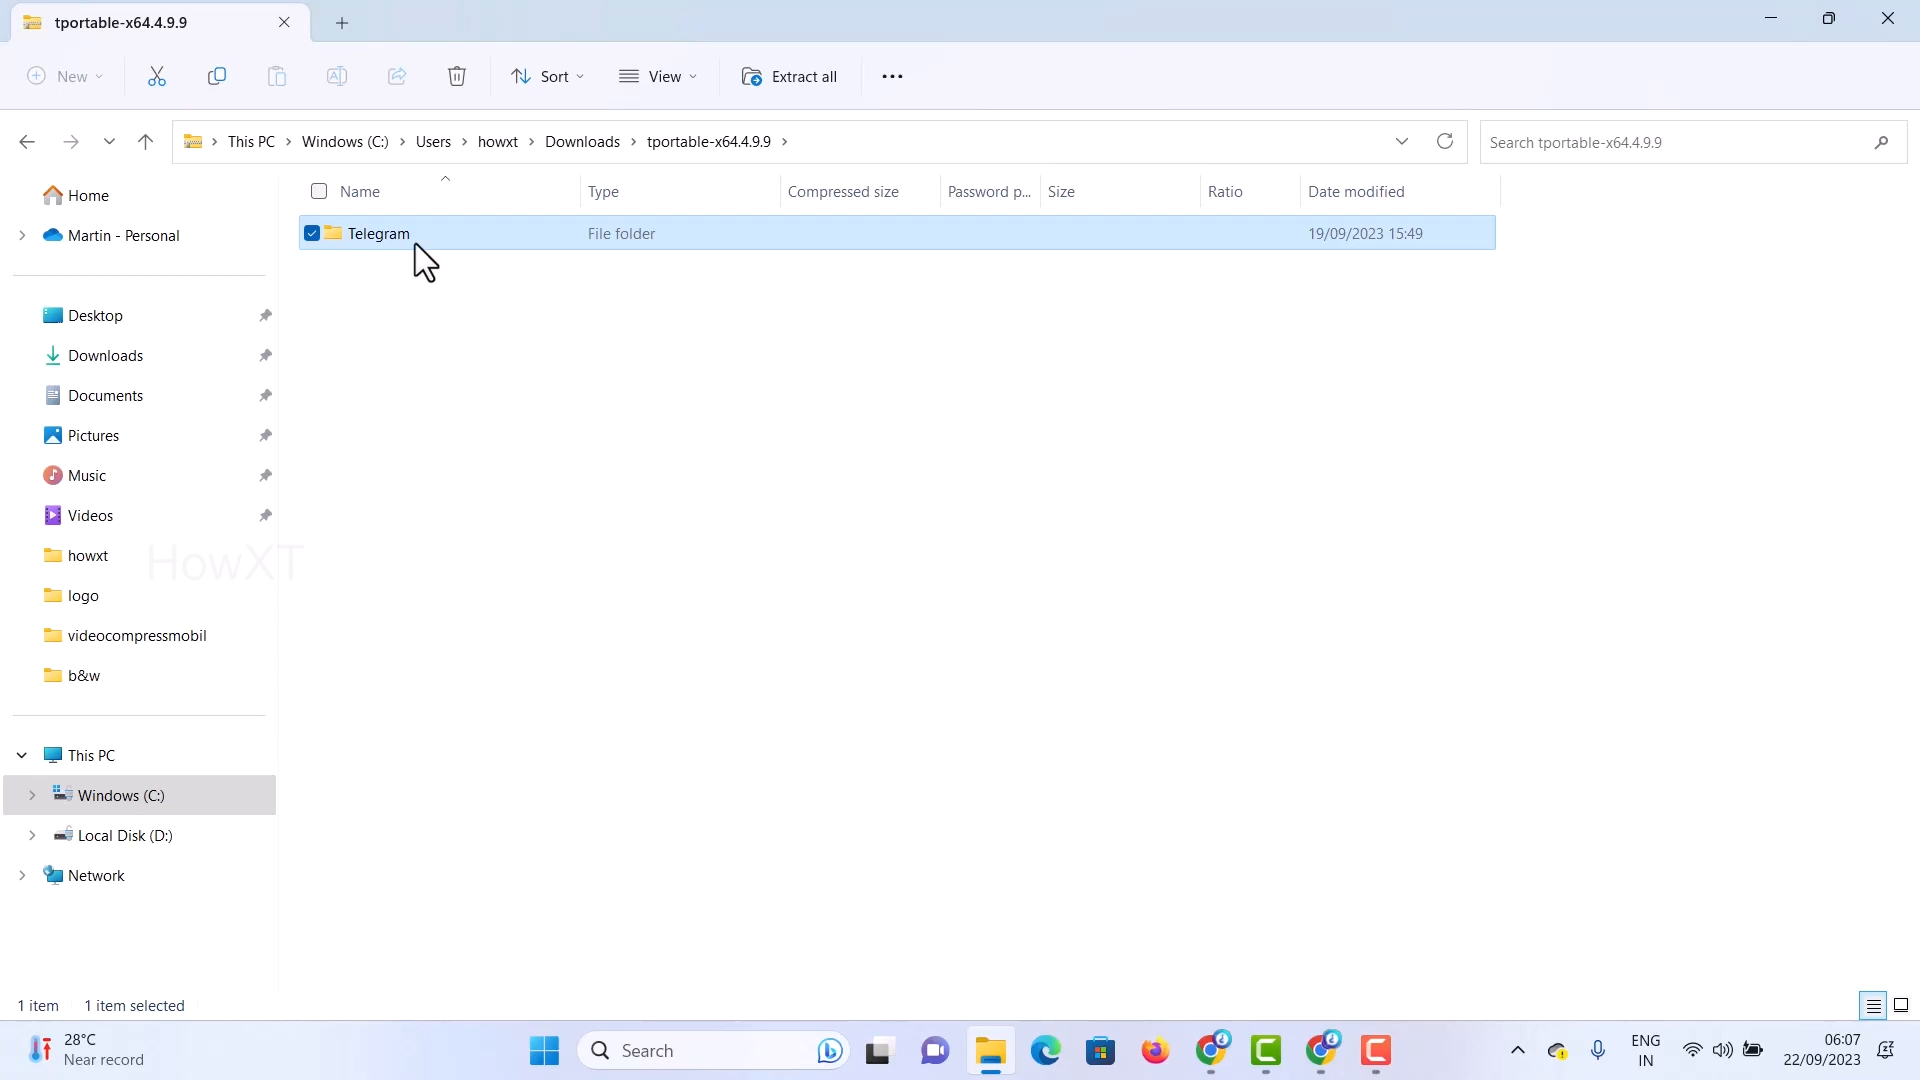 tportable-x64.4.9.9
New
Sort
View
Extract all
This PC > Windows (C:) > Users > howxt > Downloads > tportable-x64.4.9.9 >
Search tportable-x64.4.9.9
Name Type Compressed size Password p... Size Ratio Date modified
Telegram File folder 19/09/2023 15:49
Home
Martin - Personal
Desktop
Downloads
Documents
Pictures
Music
Videos
howxt
HowXT
logo
videocompressmobil
b&w
This PC
Windows (C:)
Local Disk (D:)
Network
1 item 1 item selected
28°C
Near record
Search
ENG
IN
06:07
22/09/2023